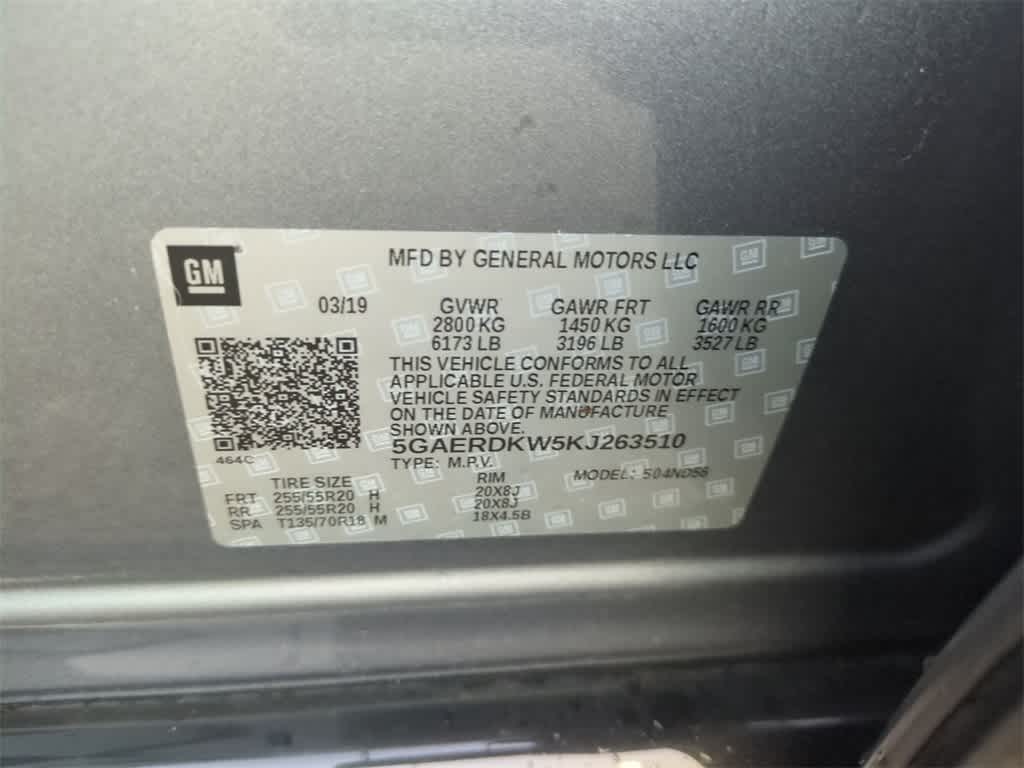 GM
MFD BY GENERAL MOTORS LLC
03/19 GVWR GAWR FRT GAWR RR
2800 KG 1450 KG 1600 KG
6173 LB 3196 LB 3527 LB
THIS VEHICLE CONFORMS TO ALL
APPLICABLE U.S. FEDERAL MOTOR
VEHICLE SAFETY STANDARDS IN EFFECT
ON THE DATE OF MANUFACTURE
SHOWN ABOVE.
5GAERDKW5KJ263510
464C
TYPE: M.P.V. MODEL: 504ND56
TIRE SIZE RIM
FRT 255/55R20 H 20X8J
RR 255/55R20 H 20X8J
SPA T135/70R18 M 18X4.5B